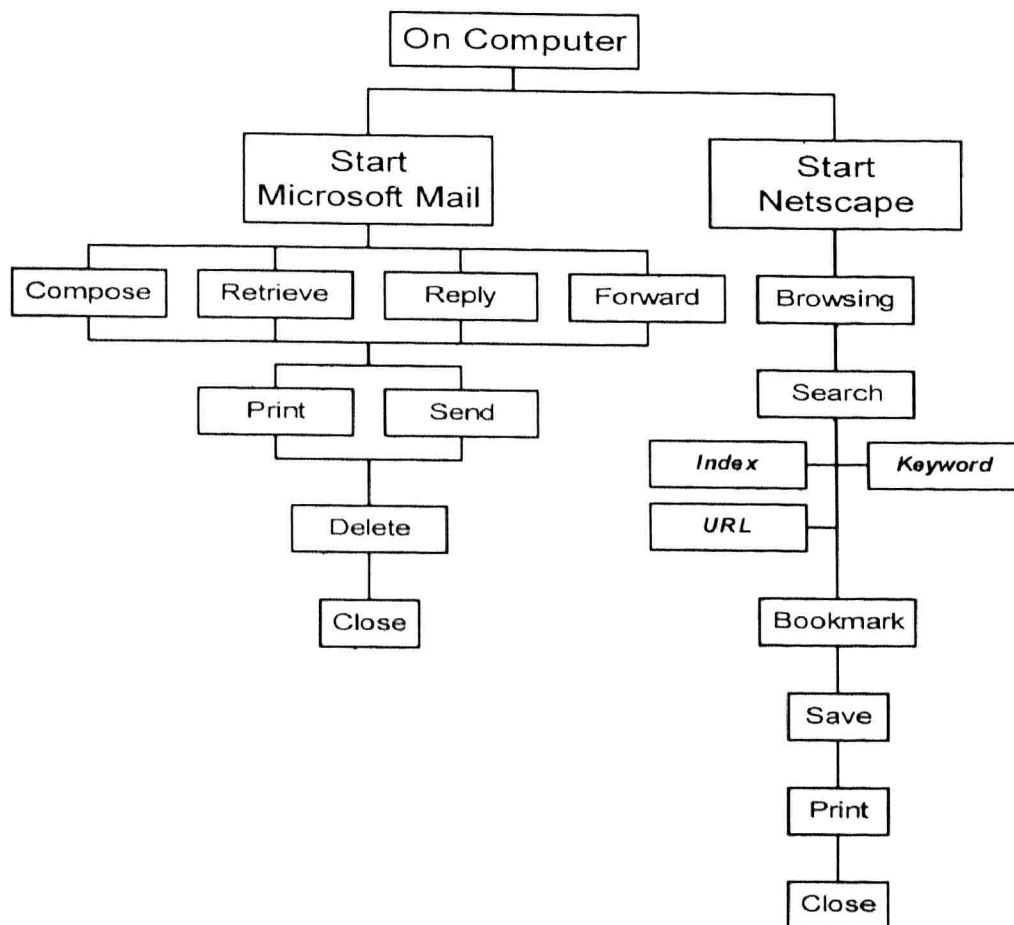 On Computer
Start
Microsoft Mail
Start
Netscape
Compose
Retrieve
Reply
Forward
Browsing
Print
Send
Search
Index
Keyword
Delete
URL
Close
Bookmark
Save
Print
Close